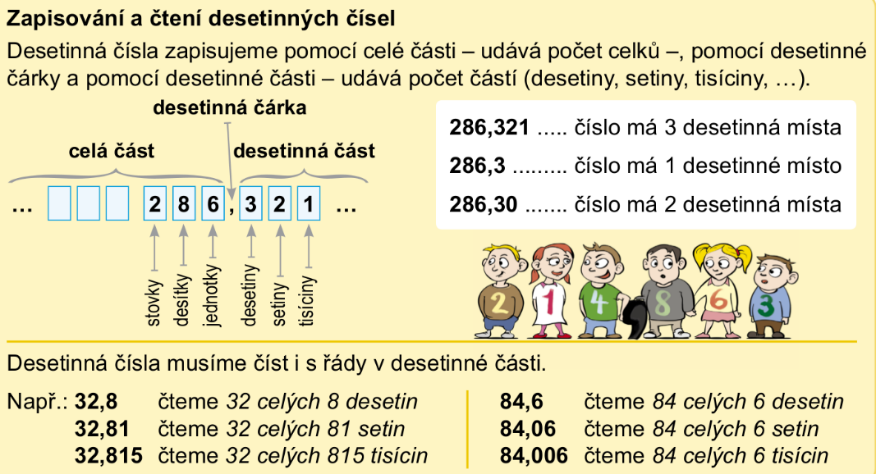 Zapisování a čtení desetinných čísel
Desetinná čísla zapisujeme pomocí celé části – udává počet celků –, pomocí desetinné
čárky a pomocí desetinné části – udává počet částí (desetiny, setiny, tisíciny, …).
desetinná čárka
celá část desetinná část
… 2 8 6 , 3 2 1 …
stovky desítky jednotky desetiny setiny tisíciny
286,321 ..... číslo má 3 desetinná místa
286,3 ......... číslo má 1 desetinné místo
286,30 ....... číslo má 2 desetinná místa
2 1 4 , 8 6 3
Desetinná čísla musíme číst i s řády v desetinné části.
Např.: 32,8 čteme 32 celých 8 desetin
32,81 čteme 32 celých 81 setin
32,815 čteme 32 celých 815 tisícin
84,6 čteme 84 celých 6 desetin
84,06 čteme 84 celých 6 setin
84,006 čteme 84 celých 6 tisícin